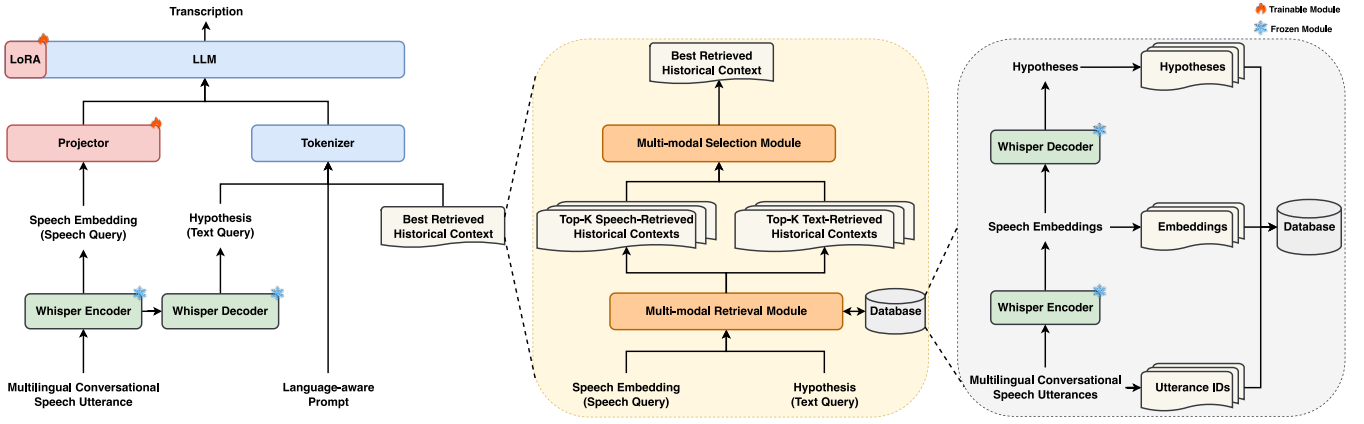 Transcription
LoRA
LLM
Projector
Tokenizer
Speech Embedding
(Speech Query)
Hypothesis
(Text Query)
Best Retrieved
Historical Context
Whisper Encoder
Whisper Decoder
Multilingual Conversational
Speech Utterance
Language-aware
Prompt
Best Retrieved
Historical Context
Multi-modal Selection Module
Top-K Speech-Retrieved
Historical Contexts
Top-K Text-Retrieved
Historical Contexts
Multi-modal Retrieval Module
Database
Speech Embedding
(Speech Query)
Hypothesis
(Text Query)
Trainable Module
Frozen Module
Hypotheses
Hypotheses
Whisper Decoder
Speech Embeddings
Embeddings
Database
Whisper Encoder
Multilingual Conversational
Speech Utterances
Utterance IDs